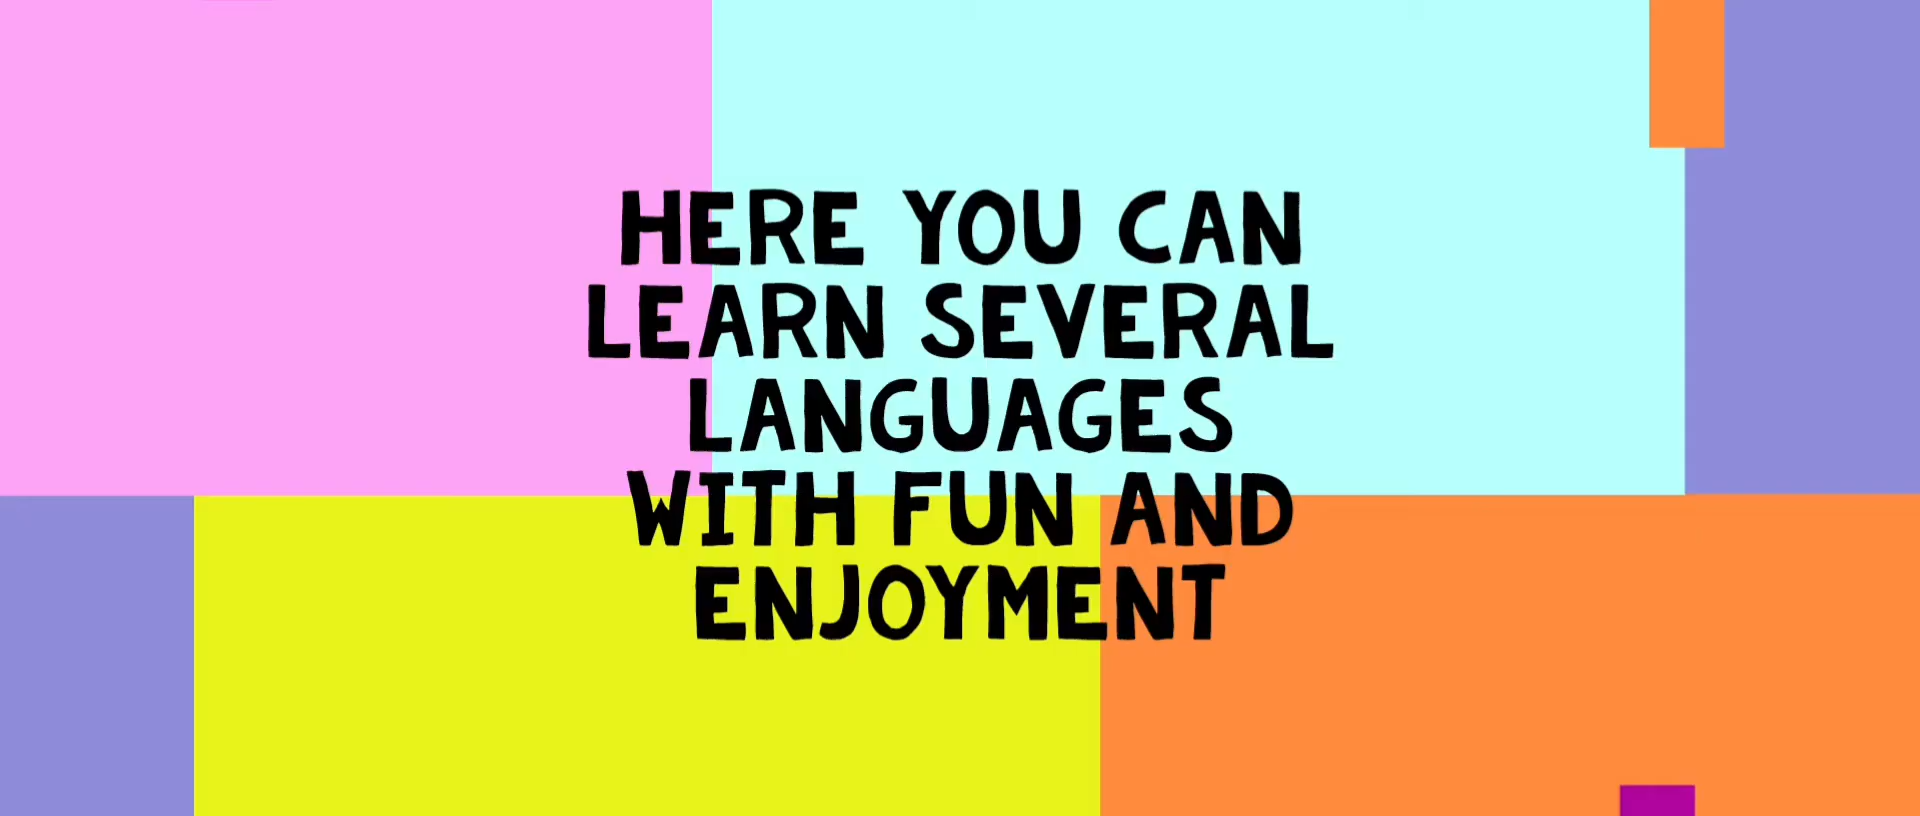 HERE YOU CAN
LEARN SEVERAL
LANGUAGES
WITH FUN AND
ENJOYMENT